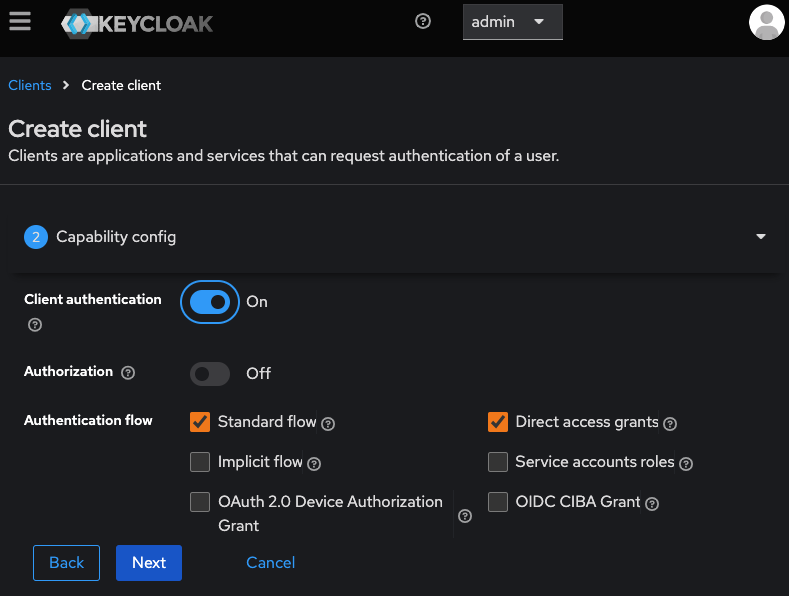 KEYCLOAK
admin
Clients > Create client
Create client
Clients are applications and services that can request authentication of a user.
2 Capability config
Client authentication On
Authorization Off
Authentication flow
Standard flow Direct access grants
Implicit flow Service accounts roles
OAuth 2.0 Device Authorization Grant OIDC CIBA Grant
Back Next Cancel